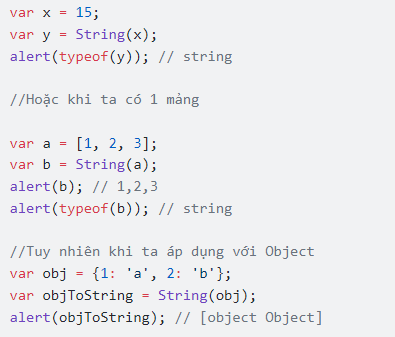 var x = 15;
var y = String(x);
alert(typeof(y)); // string
//Hoặc khi ta có 1 mảng
var a = [1, 2, 3];
var b = String(a);
alert(b); // 1,2,3
alert(typeof(b)); // string
//Tuy nhiên khi ta áp dụng với Object
var obj = {1: 'a', 2: 'b'};
var objToString = String(obj);
alert(objToString); // [object Object]